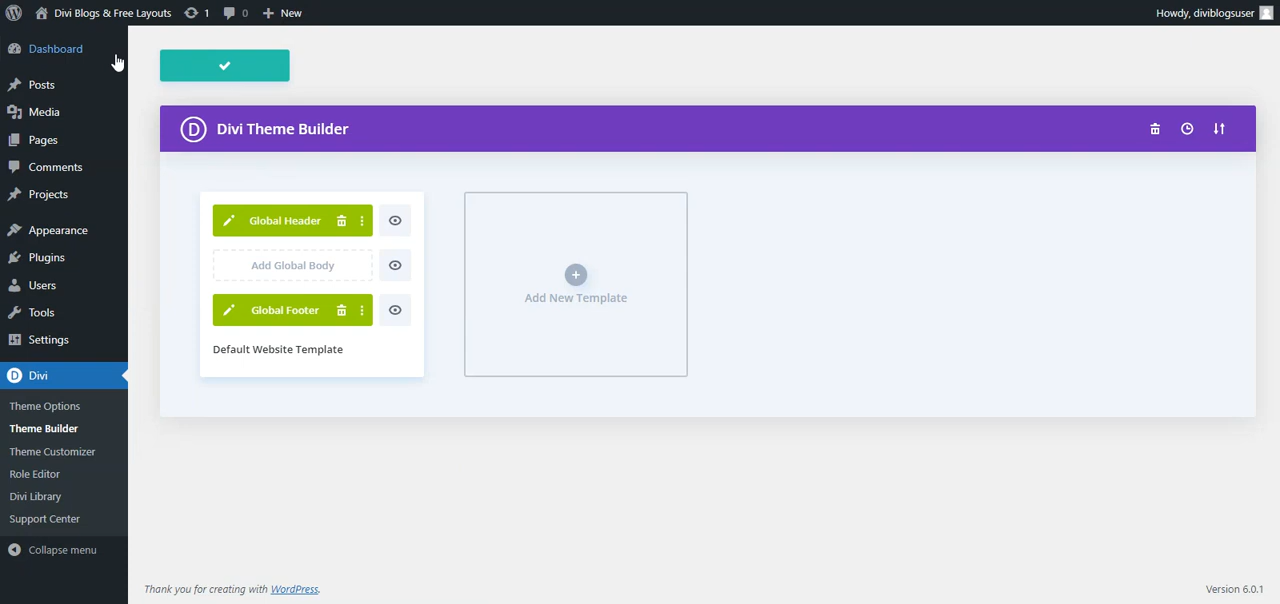 Divi Blogs & Free Layouts 1 0 New Howdy, diviblogsuser
Dashboard
Posts
Media
Pages
Comments
Projects
Appearance
Plugins
Users
Tools
Settings
D Divi
Theme Options
Theme Builder
Theme Customizer
Role Editor
Divi Library
Support Center
Collapse menu
D Divi Theme Builder
Global Header
Add Global Body
Global Footer
Default Website Template
Add New Template
Thank you for creating with WordPress. Version 6.0.1